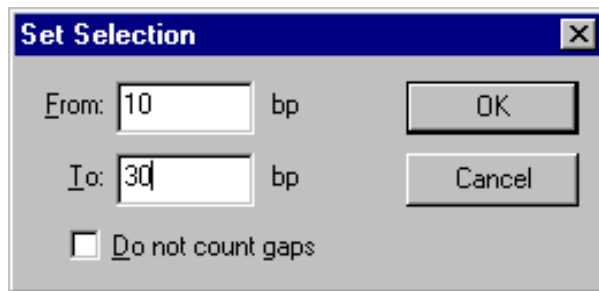 Set Selection
From: 10 bp OK
To: 30 bp Cancel
Do not count gaps